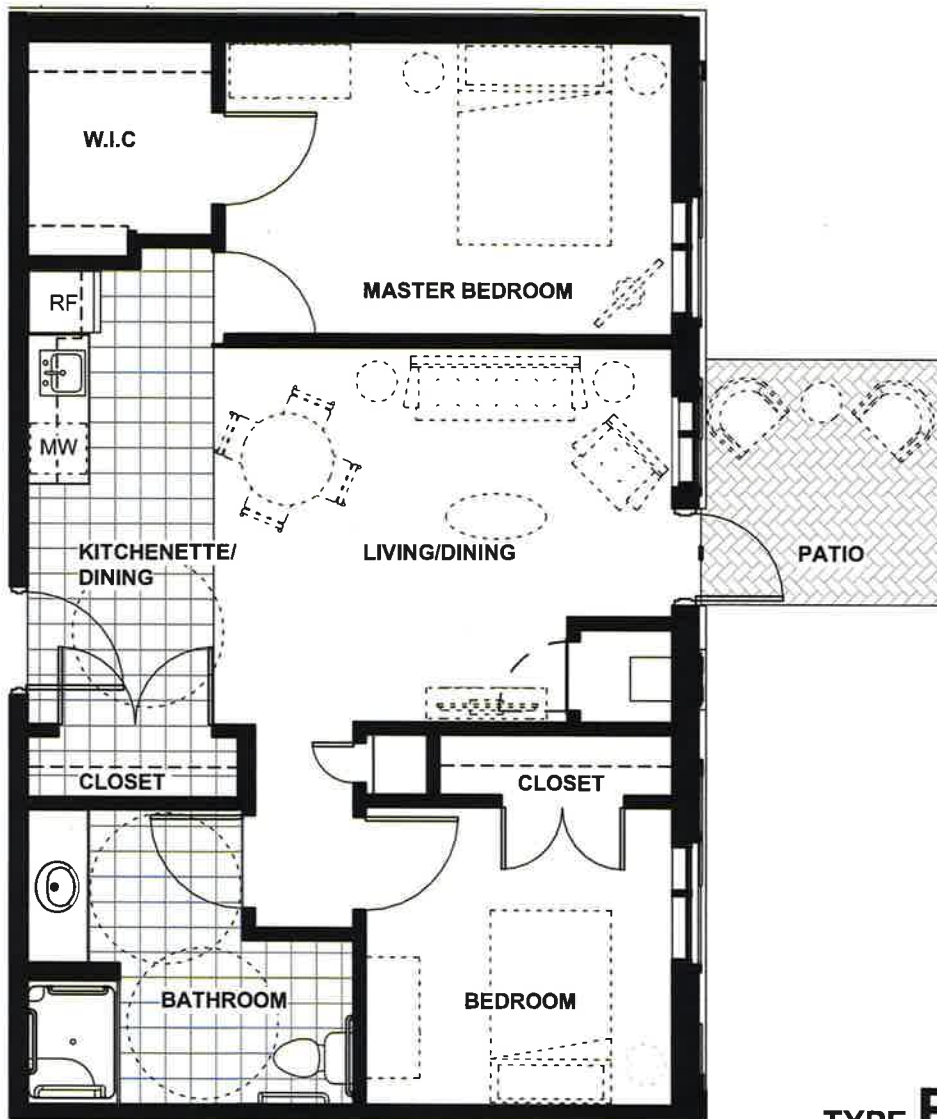 W.I.C
MASTER BEDROOM
RF
MW
KITCHENETTE/
DINING
LIVING/DINING
PATIO
CLOSET
CLOSET
BATHROOM
BEDROOM
TYPE